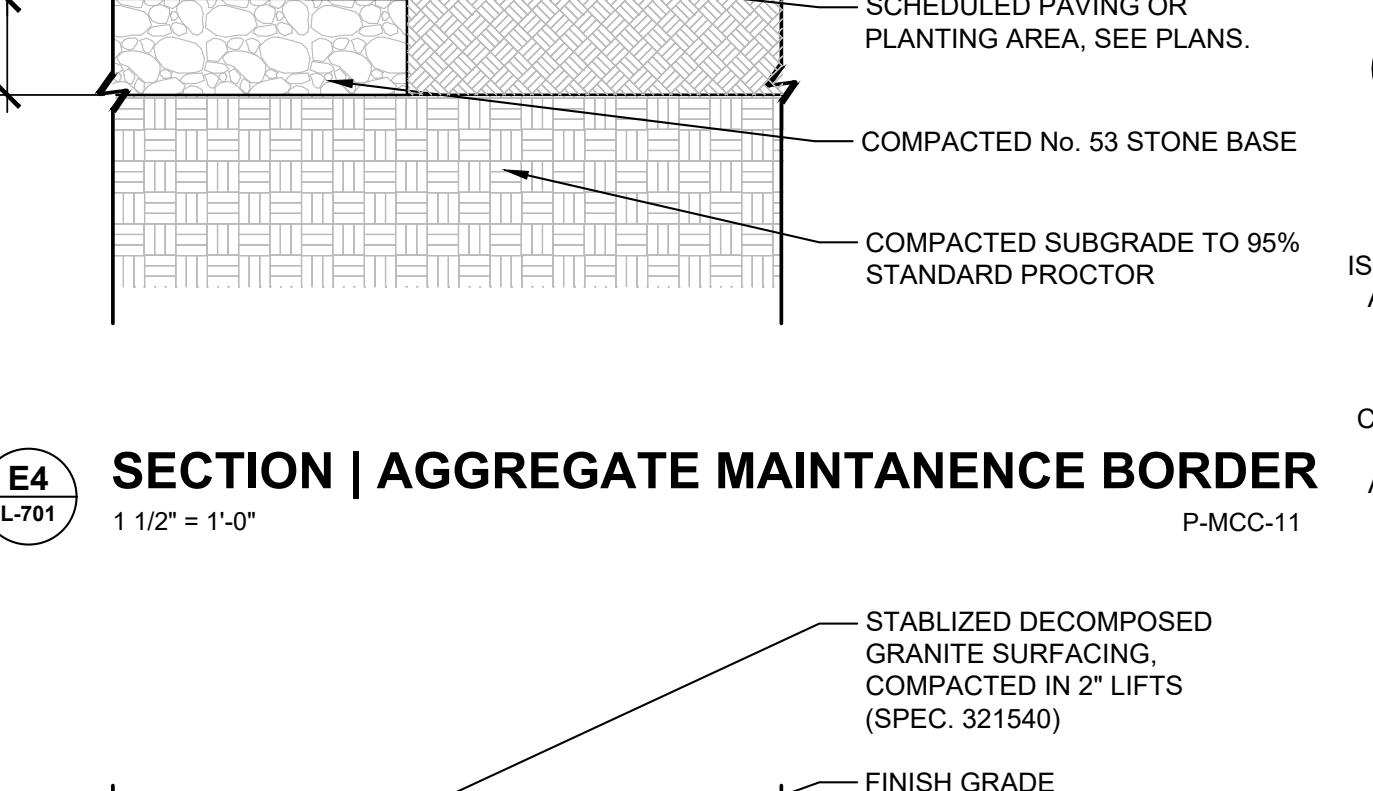 SCHEDULED PAVING OR
PLANTING AREA, SEE PLANS.
COMPACTED No. 53 STONE BASE
COMPACTED SUBGRADE TO 95%
STANDARD PROCTOR
IS
E4
L-701
SECTION | AGGREGATE MAINTANENCE BORDER
1 1/2" = 1'-0"
P-MCC-11
STABLIZED DECOMPOSED
GRANITE SURFACING,
COMPACTED IN 2" LIFTS
(SPEC. 321540)
FINISH GRADE